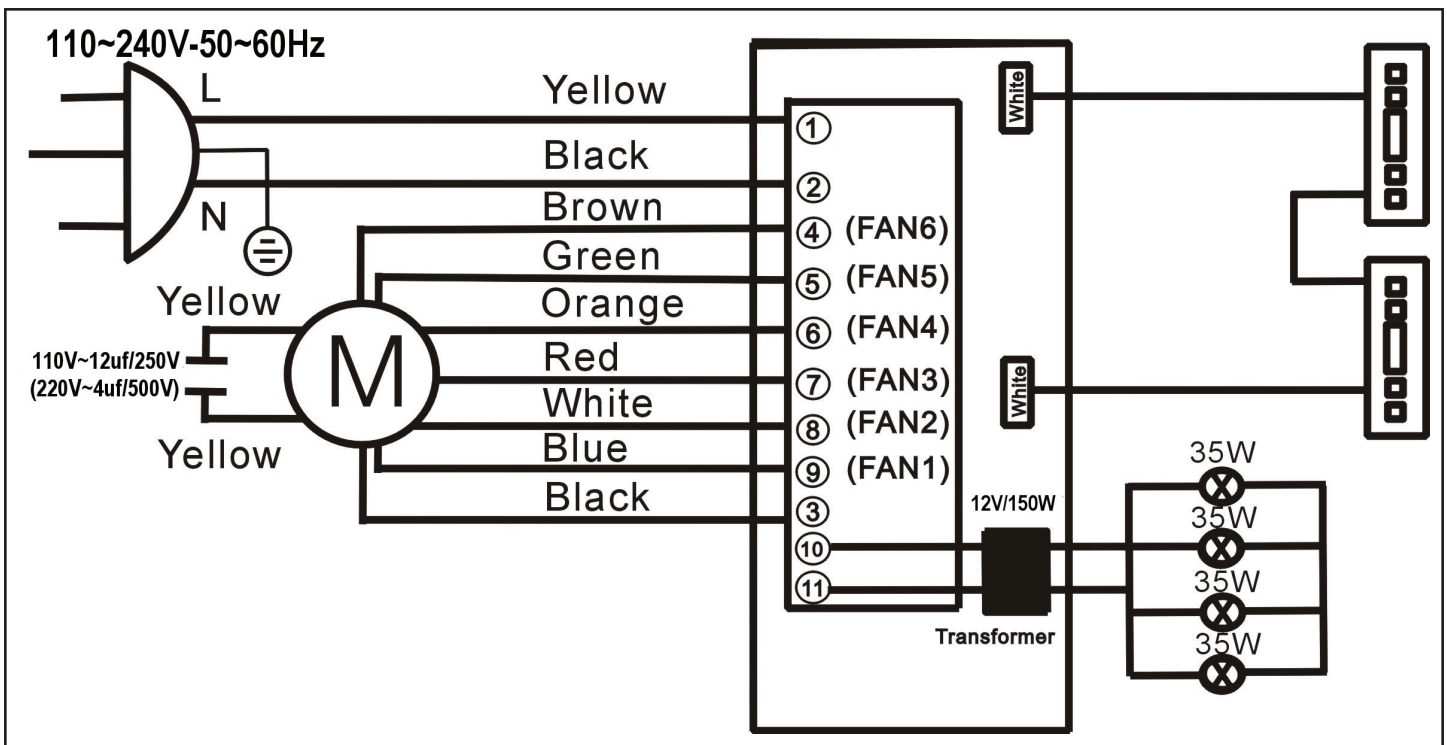 110~240V-50~60Hz
L
N
Yellow
Black
Brown
Green
Orange
Red
White
Blue
Black
Yellow
110V~12uf/250V
(220V~4uf/500V)
Yellow
M
1
2
4 (FAN6)
5 (FAN5)
6 (FAN4)
7 (FAN3)
8 (FAN2)
9 (FAN1)
3
10
11
White
White
12V/150W
Transformer
35W
35W
35W
35W